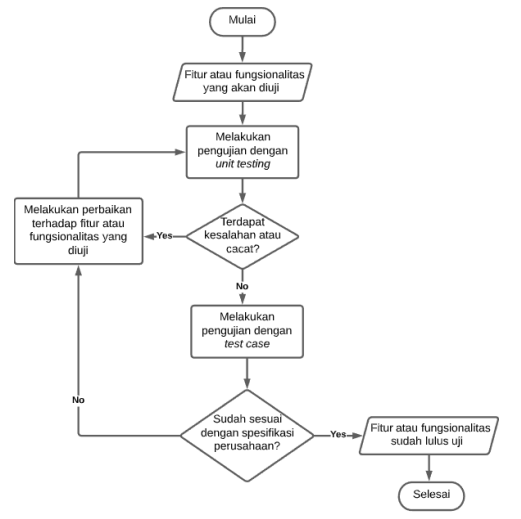 Mulai
Fitur atau fungsionalitas
yang akan diuji
Melakukan
pengujian dengan
unit testing
Terdapat
kesalahan atau
cacat?
Yes
Melakukan perbaikan
terhadap fitur atau
fungsionalitas yang
diuji
No
Melakukan
pengujian dengan
test case
No
Sudah sesuai
dengan spesifikasi
perusahaan?
Yes
Fitur atau fungsionalitas
sudah lulus uji
Selesai